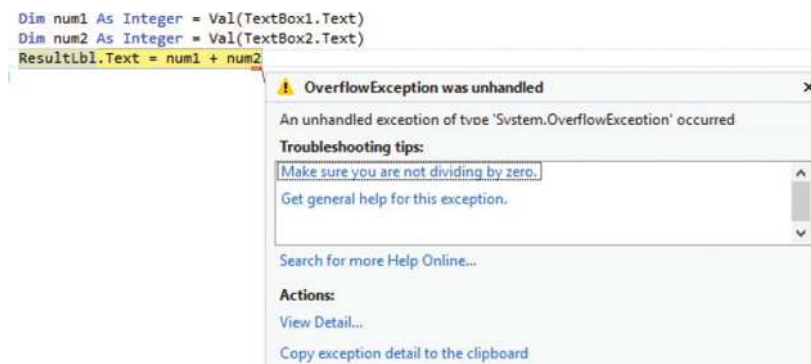 Dim num1 As Integer = Val(TextBox1.Text)
Dim num2 As Integer = Val(TextBox2.Text)
ResultLbl.Text = num1 + num2
OverflowException was unhandled
An unhandled exception of type 'System.OverflowException' occurred
Troubleshooting tips:
Make sure you are not dividing by zero.
Get general help for this exception.
Search for more Help Online...
Actions:
View Detail...
Copy exception detail to the clipboard